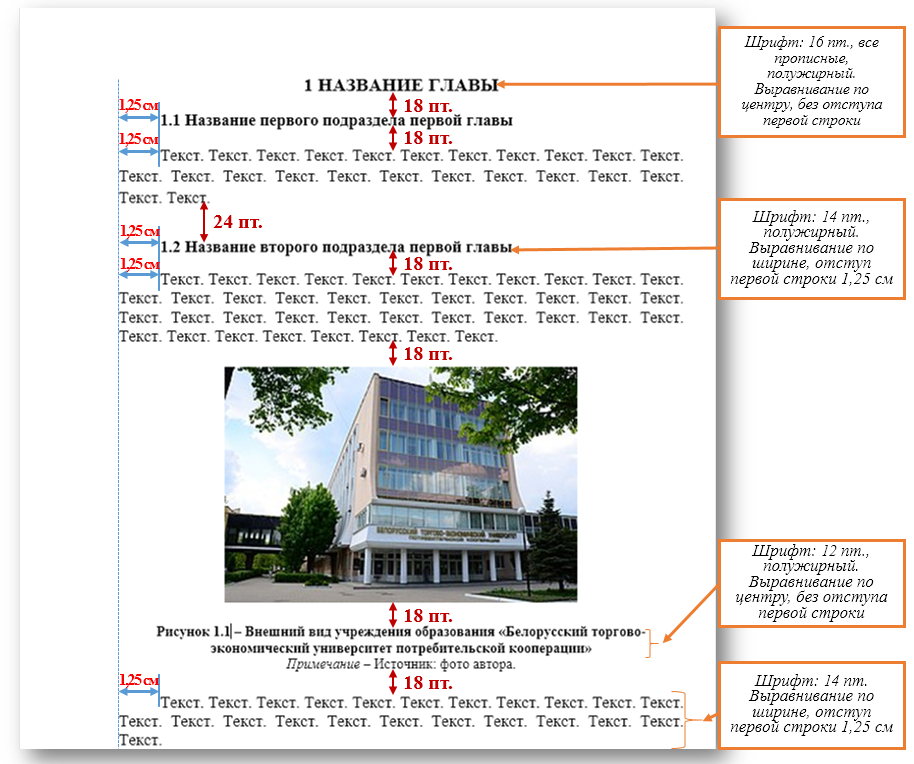 Шрифт: 16 пт., все
прописные,
полужирный.
Выравнивание по
центру, без отступа
первой строки
1 НАЗВАНИЕ ГЛАВЫ
1,25 см
18 пт.
1.1 Название первого подраздела первой главы
1,25 см
18 пт.
Текст. Текст. Текст. Текст. Текст. Текст. Текст. Текст. Текст. Текст. Текст.
Текст. Текст. Текст. Текст. Текст. Текст. Текст. Текст. Текст. Текст. Текст.
Текст. Текст.
24 пт.
Шрифт: 14 пт.,
полужирный.
Выравнивание по
ширине, отступ
первой строки 1,25 см
1,25 см
1.2 Название второго подраздела первой главы
1,25 см
18 пт.
Текст. Текст. Текст. Текст. Текст. Текст. Текст. Текст. Текст. Текст. Текст.
Текст. Текст. Текст. Текст. Текст. Текст. Текст. Текст. Текст. Текст. Текст.
Текст. Текст. Текст. Текст. Текст. Текст. Текст. Текст. Текст. Текст. Текст.
Текст. Текст. Текст. Текст. Текст. Текст. Текст. Текст.
18 пт.
БЕЛОРУССКИЙ ТОРГОВО-ЭКОНОМИЧЕСКИЙ УНИВЕРСИТЕТ
ПОТРЕБИТЕЛЬСКОЙ КООПЕРАЦИИ
18 пт.
Шрифт: 12 пт.,
полужирный.
Выравнивание по
центру, без отступа
первой строки
Рисунок 1.1 – Внешний вид учреждения образования «Белорусский торгово-
экономический университет потребительской кооперации»
Примечание – Источник: фото автора.
1,25 см
18 пт.
Текст. Текст. Текст. Текст. Текст. Текст. Текст. Текст. Текст. Текст. Текст.
Текст. Текст. Текст. Текст. Текст. Текст. Текст. Текст. Текст. Текст. Текст.
Текст.
Шрифт: 14 пт.
Выравнивание по
ширине, отступ
первой строки 1,25 см